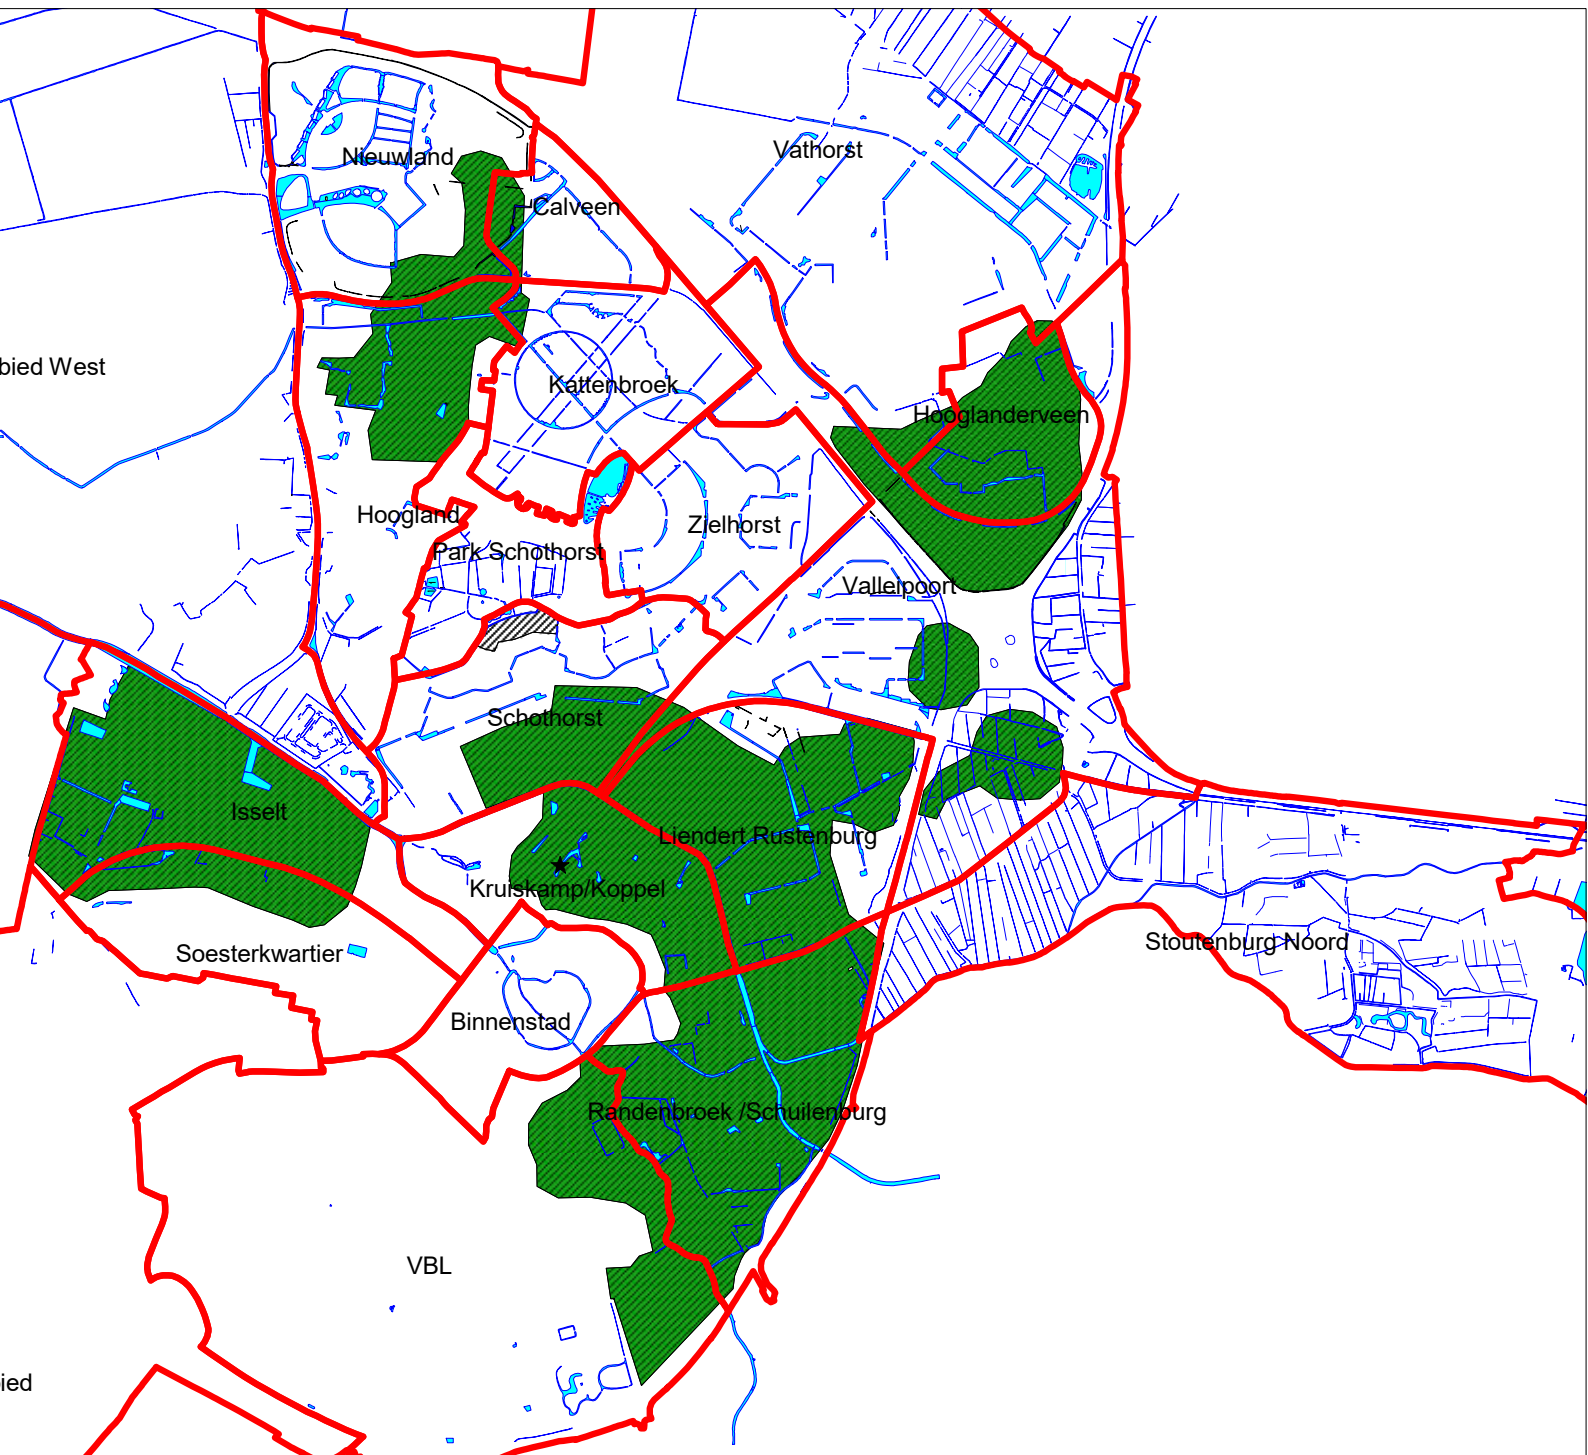 Vathorst
Nieuwland
Calveen
bied West
Kattenbroek
Hooglanderveen
Hoogland
Zielhorst
Park Schothorst
Valleipoort
Schothorst
Isselt
Liendert Rustenburg
Kruiskamp/Koppel
Stoutenburg Noord
Soesterkwartier
Binnenstad
Randenbroek /Schuilenburg
VBL
ied